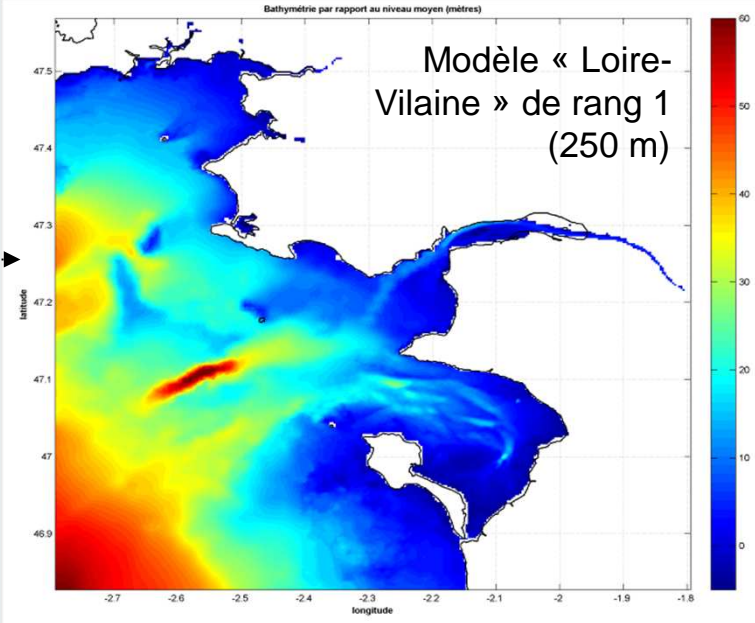 Bathymétrie par rapport au niveau moyen (mètres)
Modèle « Loire-
Vilaine » de rang 1
(250 m)
47.5
47.4
47.3
47.2
47.1
47
46.9
latitude
-2.7 -2.6 -2.5 -2.4 -2.3 -2.2 -2.1 -2 -1.9 -1.8
longitude
60
50
40
30
20
10
0